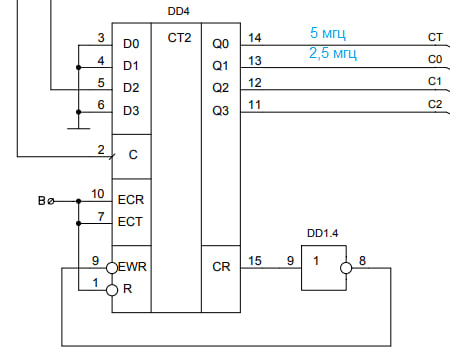 DD4
3 D0 CT2 Q0 14 5 мгц CT
4 D1 Q1 13 2,5 мгц C0
5 D2 Q2 12 C1
6 D3 Q3 11 C2
2 C
В 10 ECR
7 ECT
DD1.4
9 EWR CR 15 9 1 8
1 R